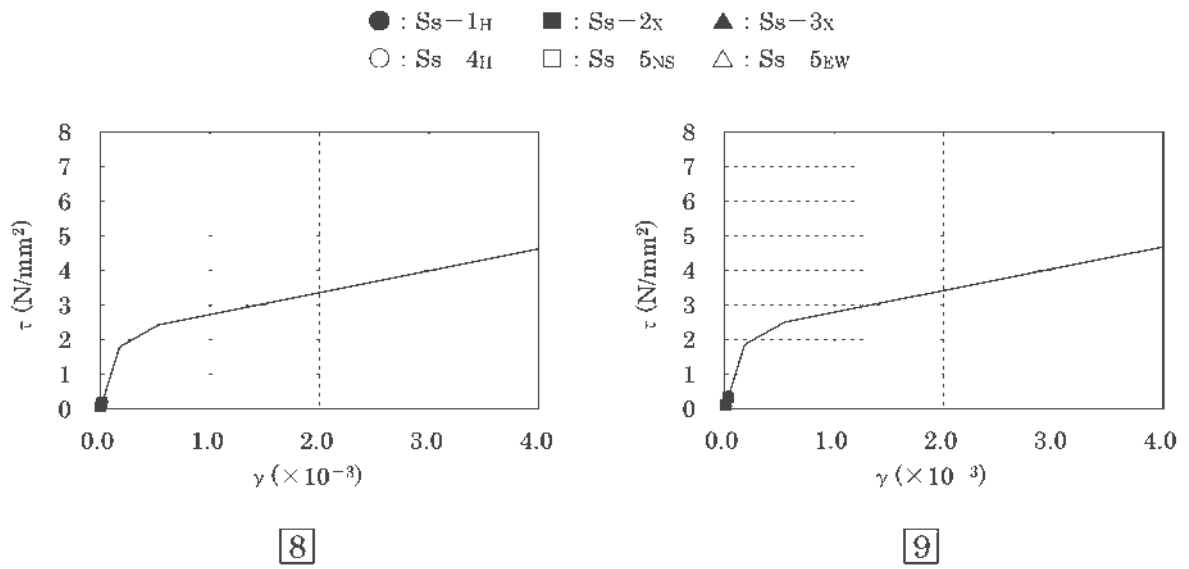 ● : Ss-1H ■ : Ss-2X ▲ : Ss-3X
○ : Ss 4H □ : Ss 5NS △ : Ss 5EW
8
7
6
5
4
3
2
1
0
τ (N/mm²)
0.0 1.0 2.0 3.0 4.0
γ (×10⁻³)
8
8
7
6
5
4
3
2
1
0
τ (N/mm²)
0.0 1.0 2.0 3.0 4.0
γ (×10 ³)
9